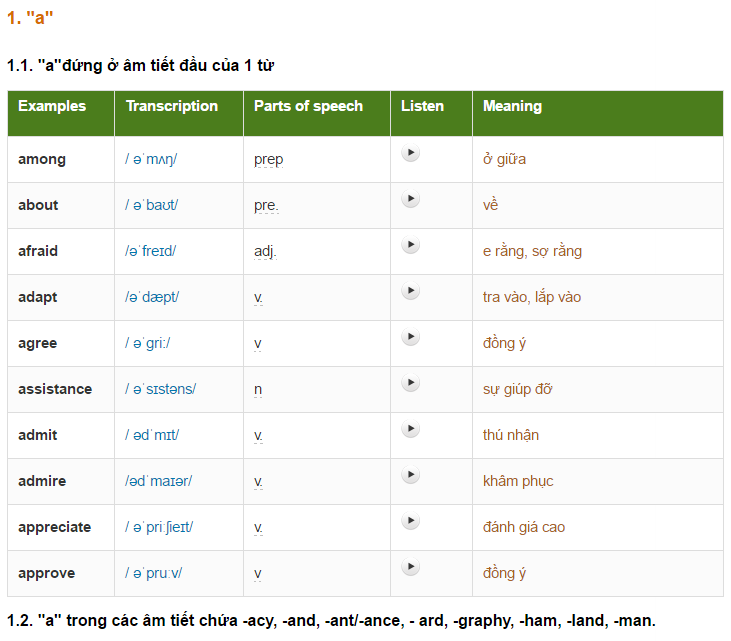 1. "a"
1.1. "a"đứng ở âm tiết đầu của 1 từ
Examples Transcription Parts of speech Listen Meaning
among / əˈmʌŋ/ prep ở giữa
about / əˈbaʊt/ pre. về
afraid /əˈfreɪd/ adj. e rằng, sợ rằng
adapt /əˈdæpt/ v. tra vào, lắp vào
agree / əˈgriː/ v đồng ý
assistance / əˈsɪstəns/ n sự giúp đỡ
admit / ədˈmɪt/ v. thú nhận
admire /ədˈmaɪər/ v. khâm phục
appreciate / əˈpriːʃieɪt/ v. đánh giá cao
approve / əˈpruːv/ v đồng ý
1.2. "a" trong các âm tiết chứa -acy, -and, -ant/-ance, - ard, -graphy, -ham, -land, -man.